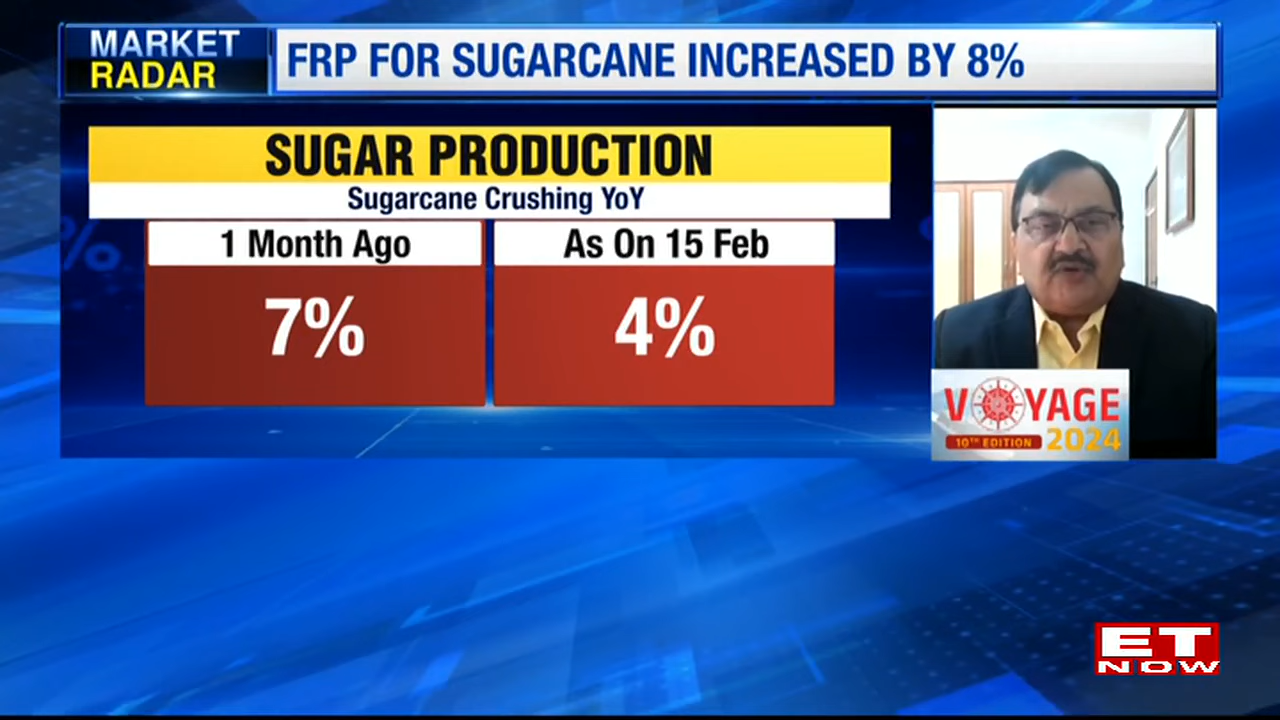 MARKET
RADAR
FRP FOR SUGARCANE INCREASED BY 8%
SUGAR PRODUCTION
Sugarcane Crushing YoY
1 Month Ago
As On 15 Feb
7%
4%
VOYAGE
10TH EDITION 2024
ET
NOW